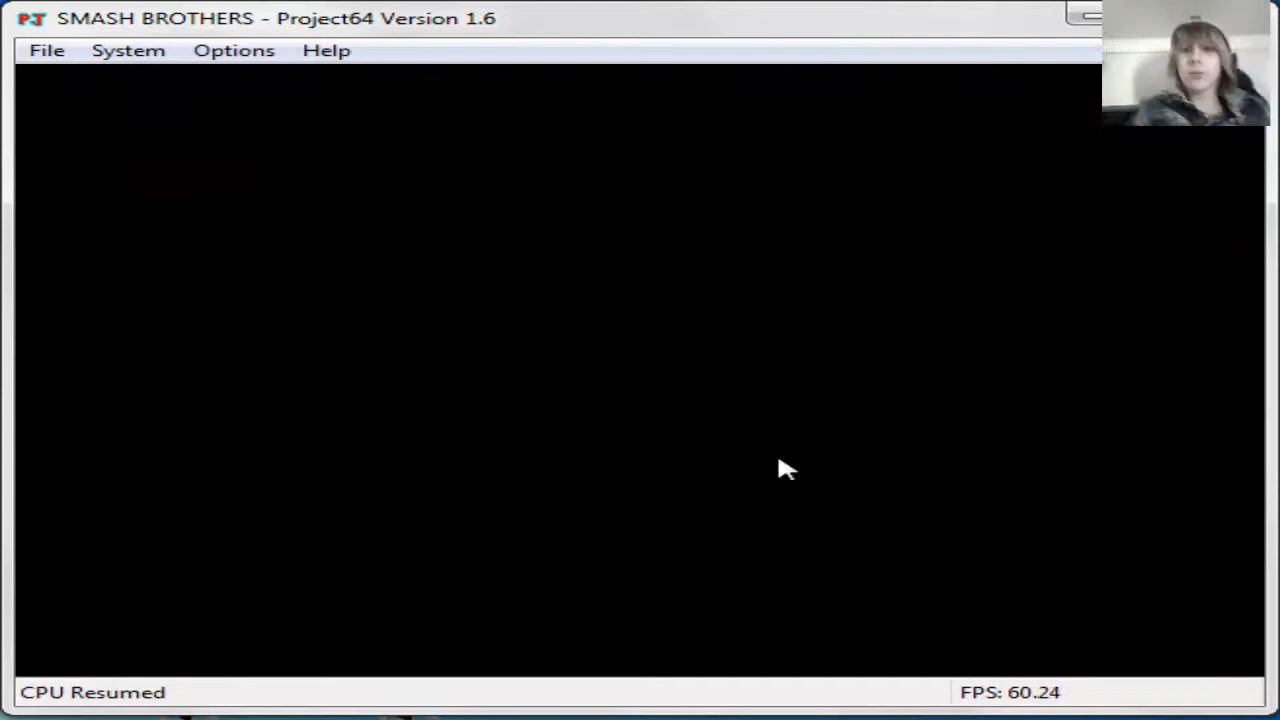 SMASH BROTHERS - Project64 Version 1.6
File System Options Help
CPU Resumed FPS: 60.24